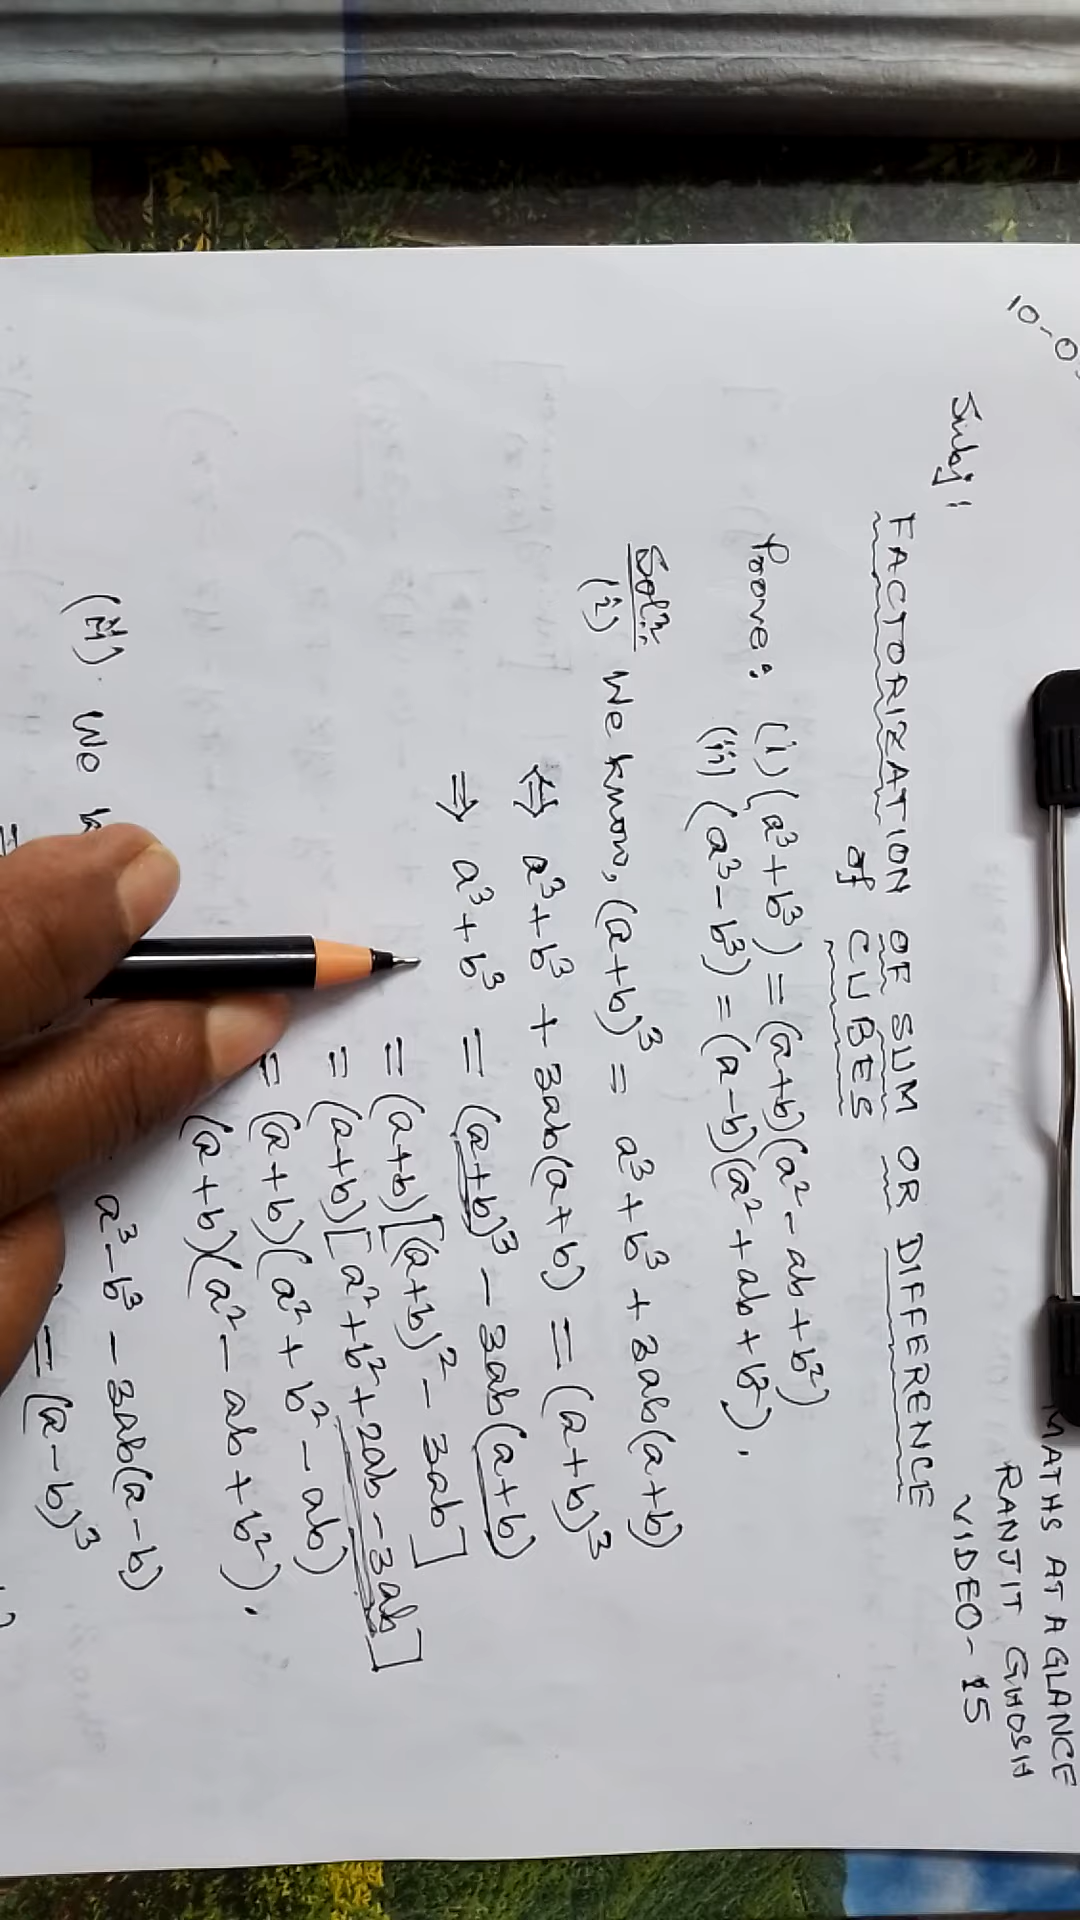 10-0
MATHS AT A GLANCE
RANJIT GHOSH
VIDEO-15
Subj:
FACTORIZATION OF SUM OR DIFFERENCE
of CUBES
Prove: (i) (a³+b³) = (a+b)(a²-ab+b²)
(ii) (a³-b³) = (a-b)(a²+ab+b²).
Solⁿ:
(i) We know, (a+b)³ = a³+b³+3ab(a+b)
⇔ a³+b³+3ab(a+b) = (a+b)³
⇒ a³+b³ = (a+b)³-3ab(a+b)
= (a+b)[(a+b)²-3ab]
= (a+b)[a²+b²+2ab-3ab]
= (a+b)(a²+b²-ab)
(a+b)(a²-ab+b²).
(ii). We a³-b³-3ab(a-b)
= (a-b)³